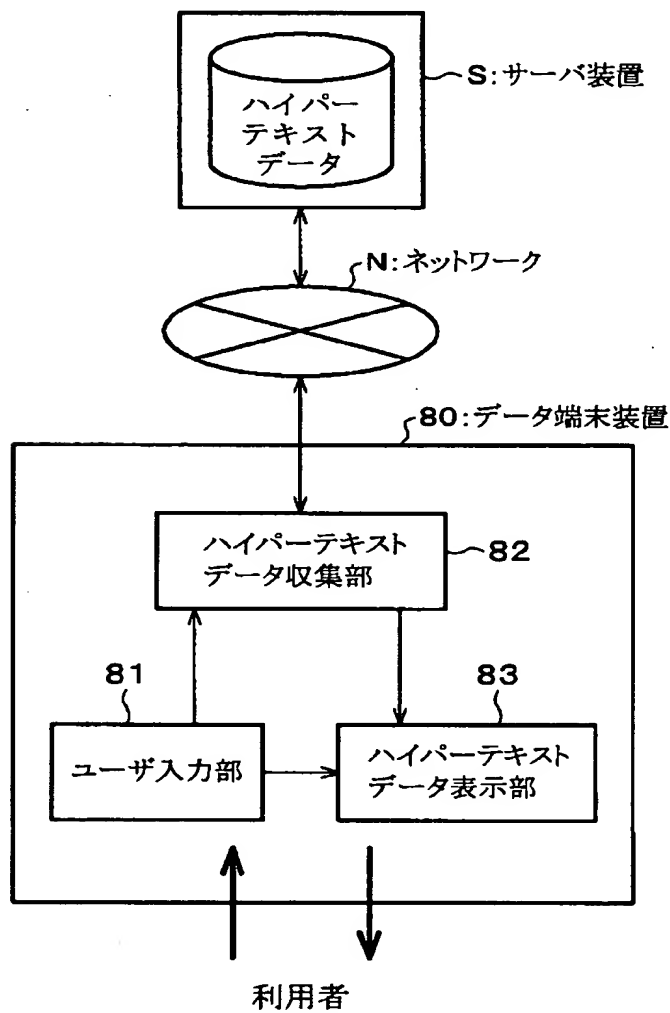 ハイパー
テキスト
データ
S:サーバ装置
N:ネットワーク
80:データ端末装置
ハイパーテキスト
データ収集部
82
81
83
ユーザ入力部
ハイパーテキスト
データ表示部
利用者